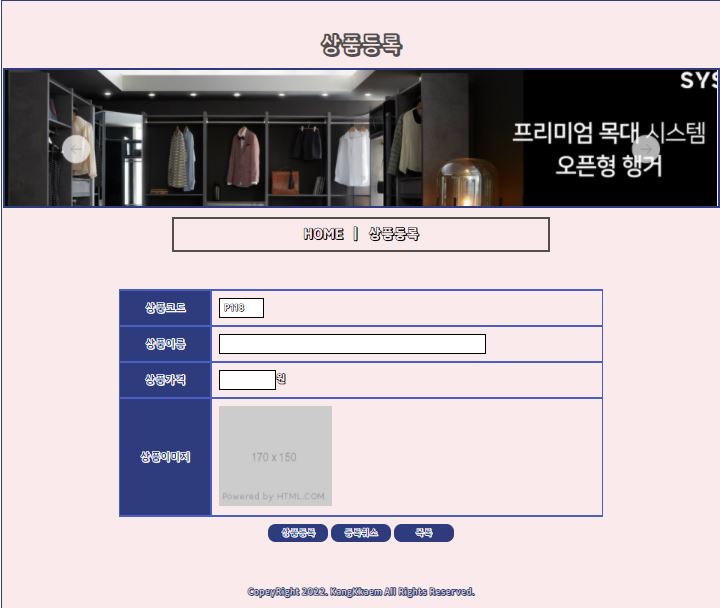 상품등록
SYS
프리미엄 목대 시스템
오픈형 행거
HOME | 상품등록
상품코드 P118
상품이름
상품가격 원
상품이미지
170 x 150
Powered by HTML.COM
상품등록 등록취소 목록
CopeyRight 2022. KangKkaem All Rights Reserved.